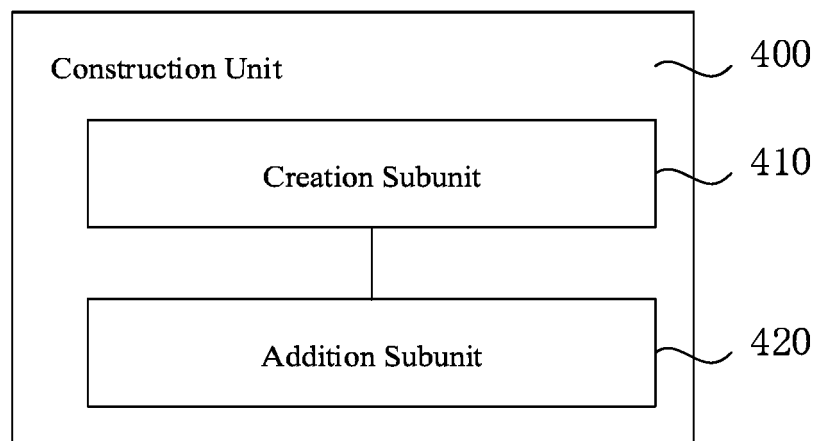 Construction Unit 400
Creation Subunit 410
Addition Subunit 420